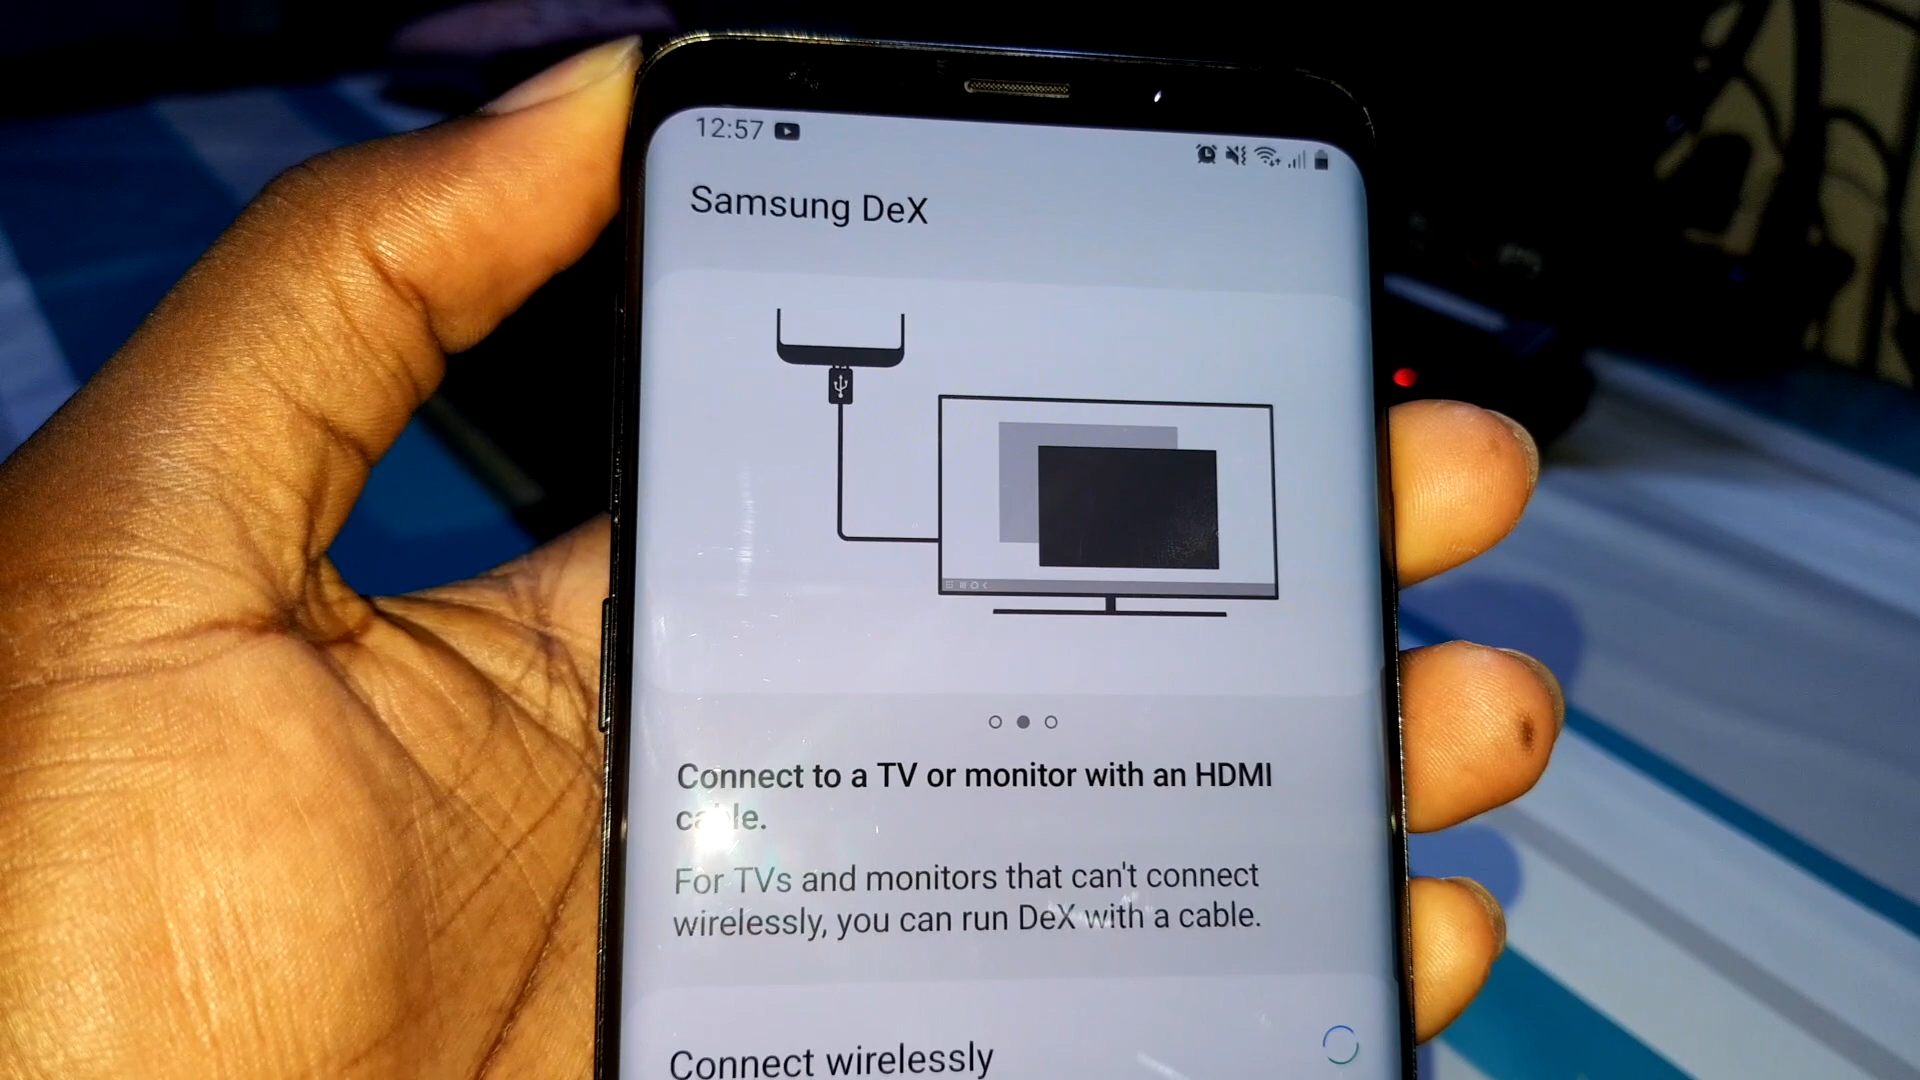 12:57
Samsung DeX
Connect to a TV or monitor with an HDMI
cable.
For TVs and monitors that can't connect
wirelessly, you can run DeX with a cable.
Connect wirelessly